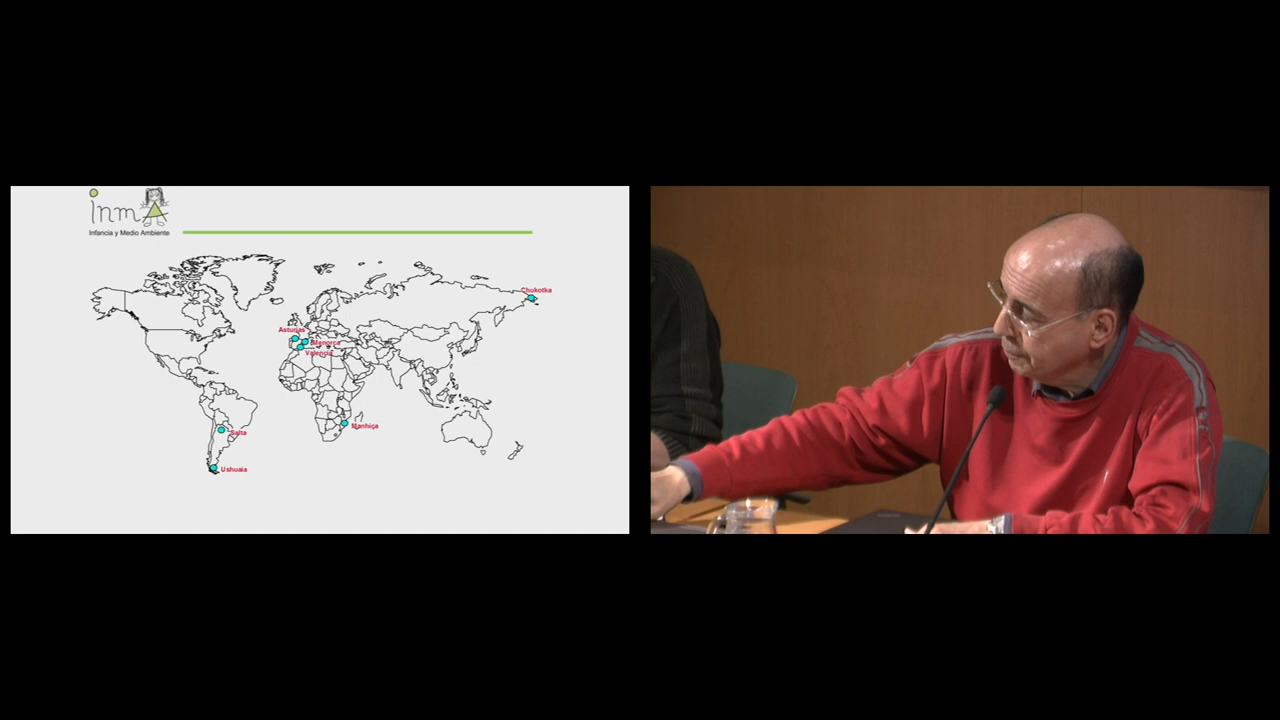 inma
Infancia y Medio Ambiente
Chukotka
Asturias
Menorca
Valencia
Manhiça
Salta
Ushuaia